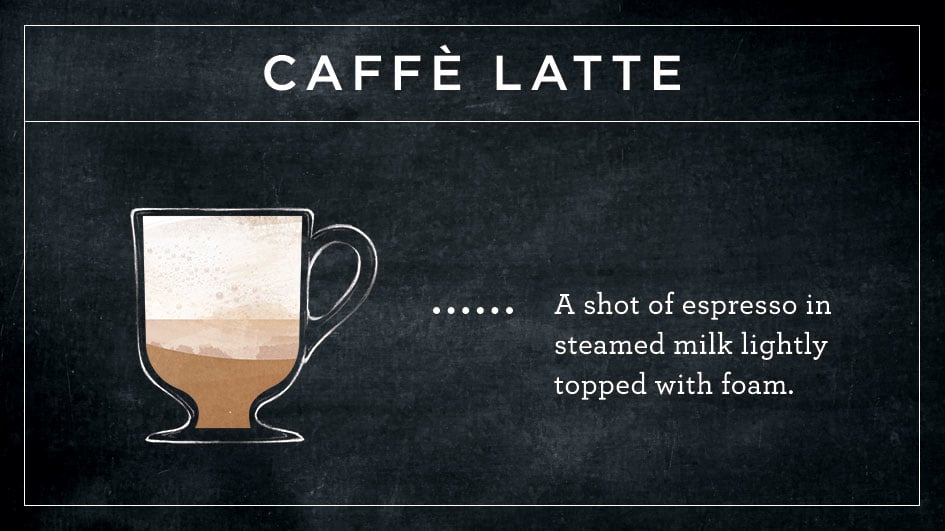 CAFFÈ LATTE
A shot of espresso in
steamed milk lightly
topped with foam.